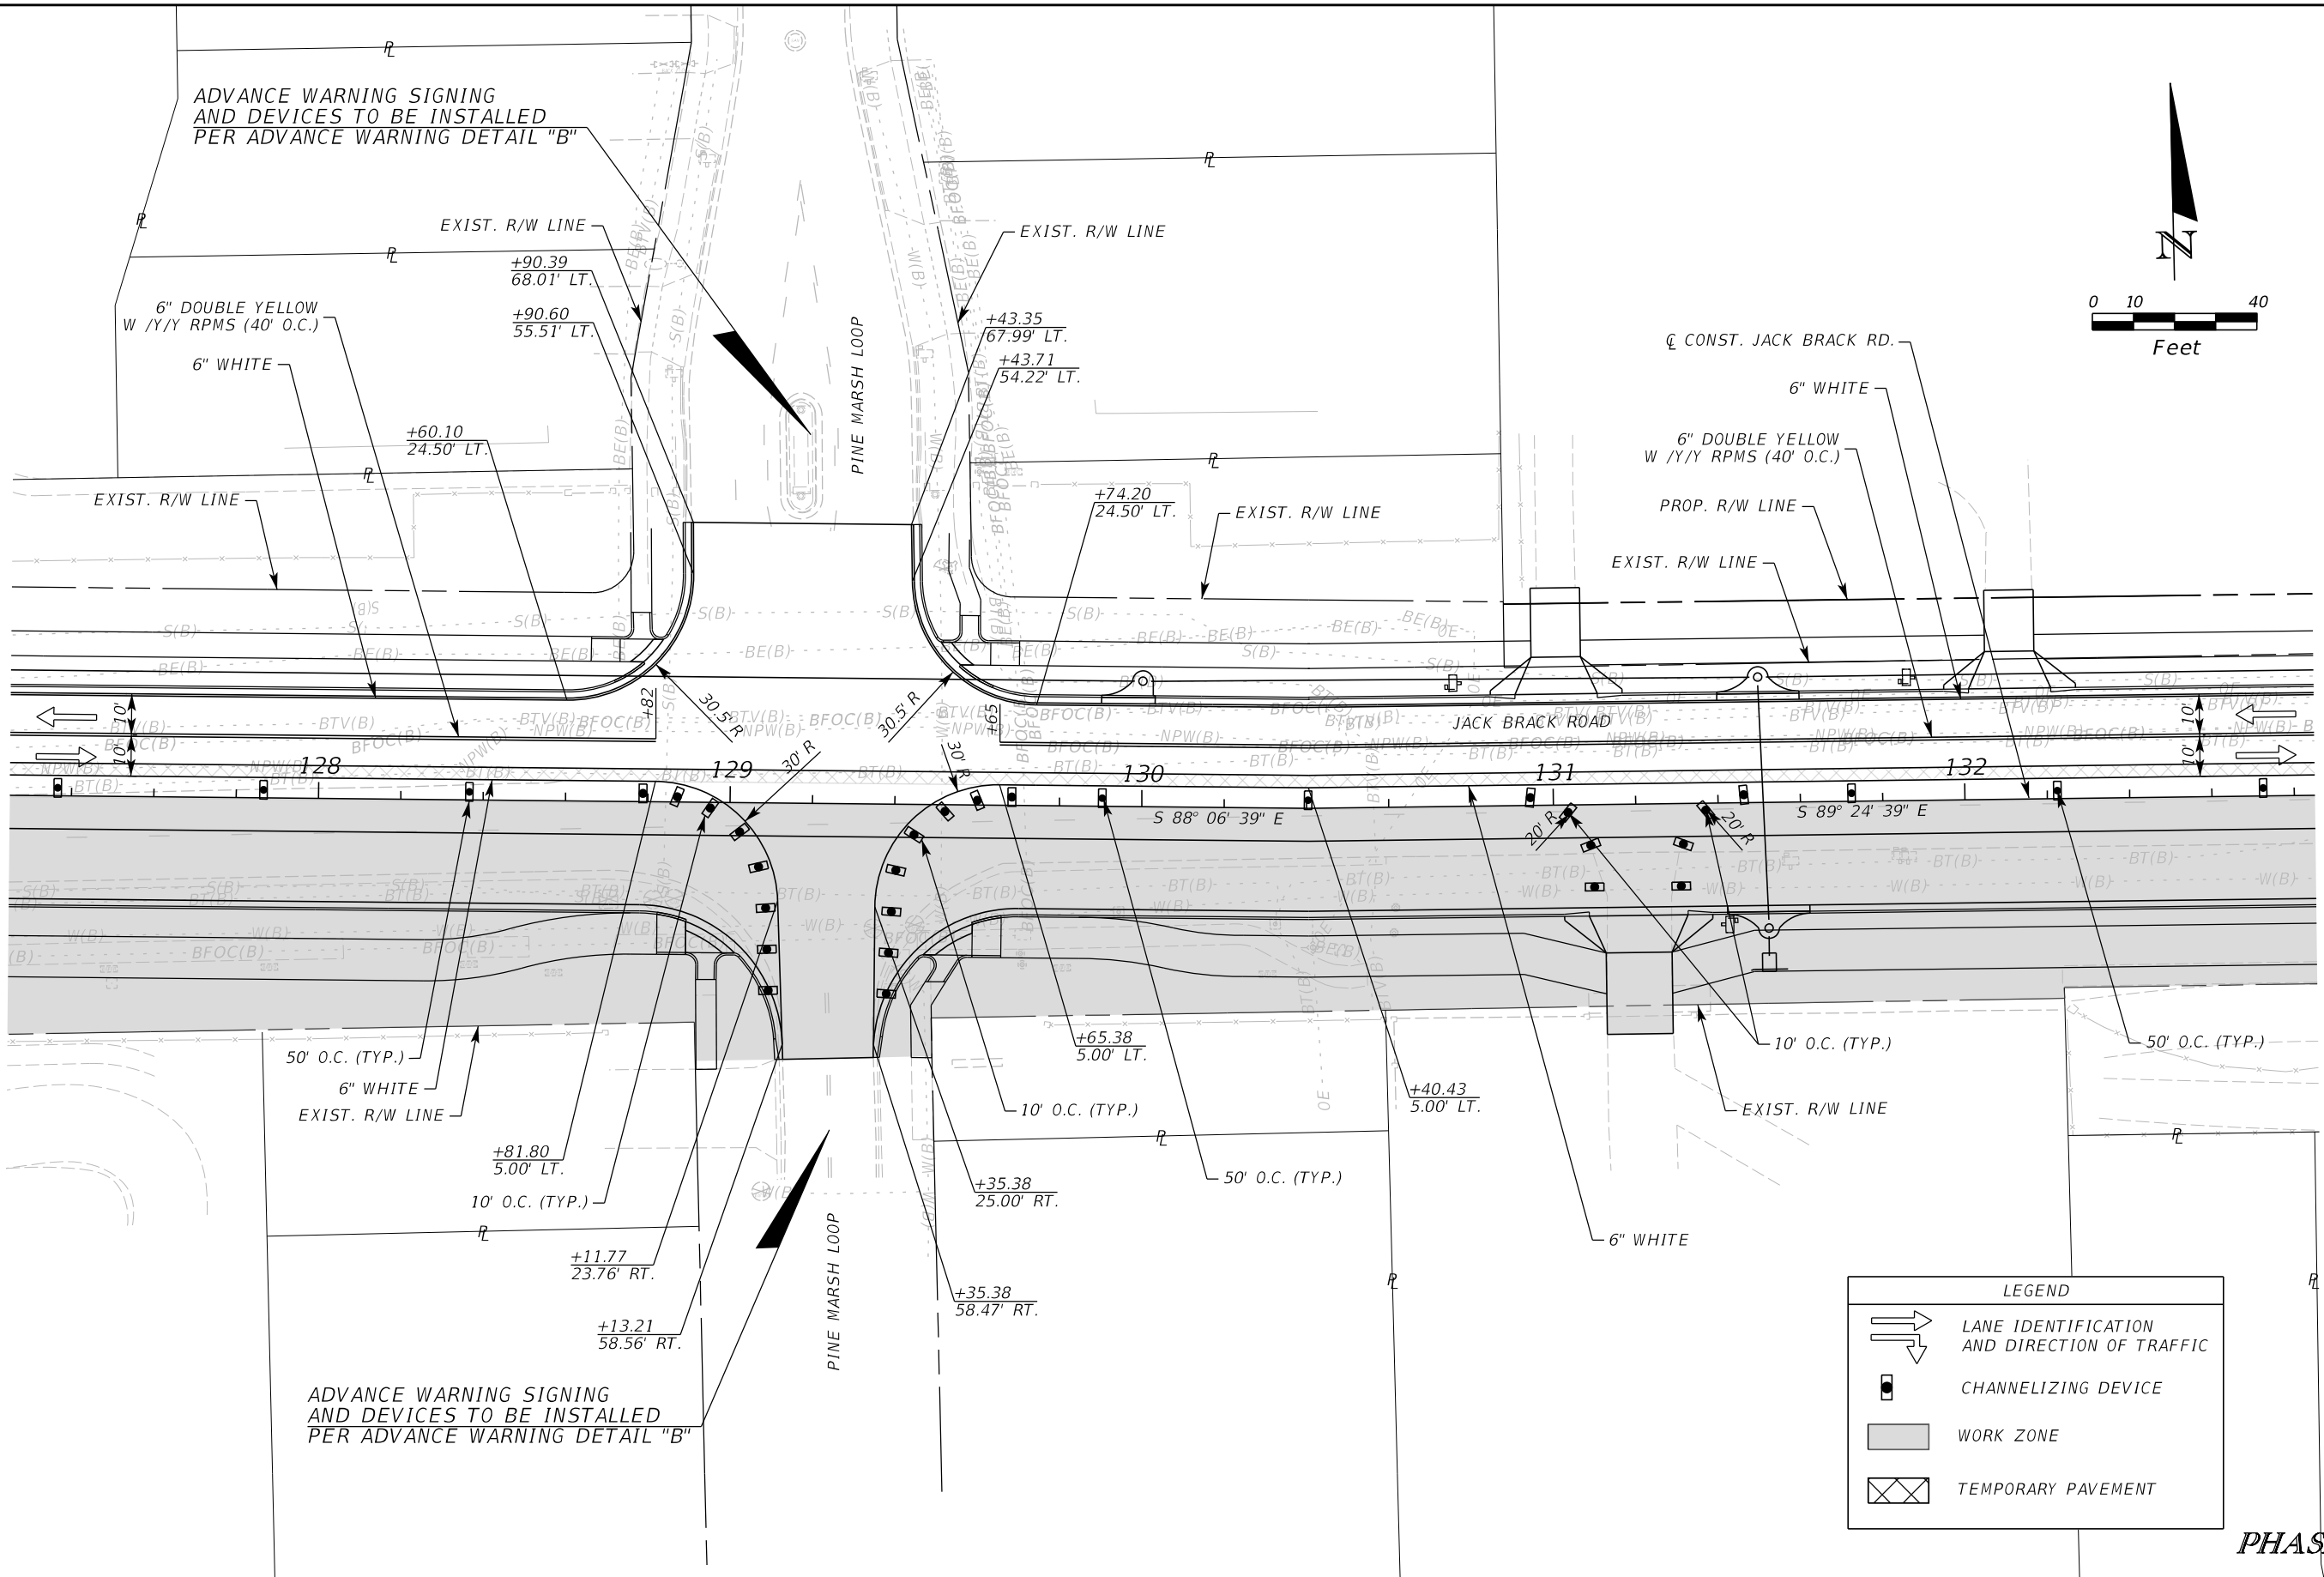 ADVANCE WARNING SIGNING
AND DEVICES TO BE INSTALLED
PER ADVANCE WARNING DETAIL "B"
EXIST. R/W LINE
+90.39
68.01' LT.
+90.60
55.51' LT.
6" DOUBLE YELLOW
W /Y/Y RPMS (40' O.C.)
6" WHITE
+60.10
24.50' LT.
EXIST. R/W LINE
PINE MARSH LOOP
EXIST. R/W LINE
+43.35
67.99' LT.
+43.71
54.22' LT.
+74.20
24.50' LT.
EXIST. R/W LINE
N
0 10 40
Feet
℄ CONST. JACK BRACK RD.
6" WHITE
6" DOUBLE YELLOW
W /Y/Y RPMS (40' O.C.)
PROP. R/W LINE
EXIST. R/W LINE
+82
30.5' R
30.5' R
+65
30' R
30' R
10'
10'
JACK BRACK ROAD
10'
10'
128
129
130
131
132
S 88° 06' 39" E
20' R
20' R
S 89° 24' 39" E
50' O.C. (TYP.)
6" WHITE
EXIST. R/W LINE
+81.80
5.00' LT.
10' O.C. (TYP.)
+11.77
23.76' RT.
+13.21
58.56' RT.
+65.38
5.00' LT.
10' O.C. (TYP.)
+35.38
25.00' RT.
+35.38
58.47' RT.
50' O.C. (TYP.)
+40.43
5.00' LT.
6" WHITE
10' O.C. (TYP.)
EXIST. R/W LINE
50' O.C. (TYP.)
PINE MARSH LOOP
ADVANCE WARNING SIGNING
AND DEVICES TO BE INSTALLED
PER ADVANCE WARNING DETAIL "B"
LEGEND
LANE IDENTIFICATION
AND DIRECTION OF TRAFFIC
CHANNELIZING DEVICE
WORK ZONE
TEMPORARY PAVEMENT
PHAS